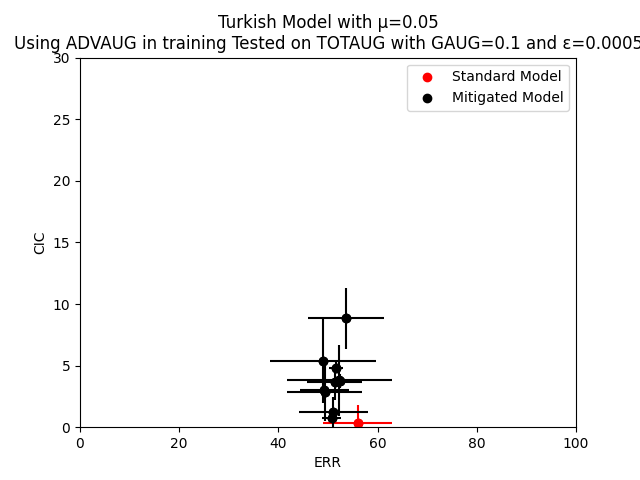 Turkish Model with μ=0.05
Using ADVAUG in training Tested on TOTAUG with GAUG=0.1 and ε=0.0005
Standard Model
Mitigated Model
30
25
20
15
10
5
0
CIC
0 20 40 60 80 100
ERR